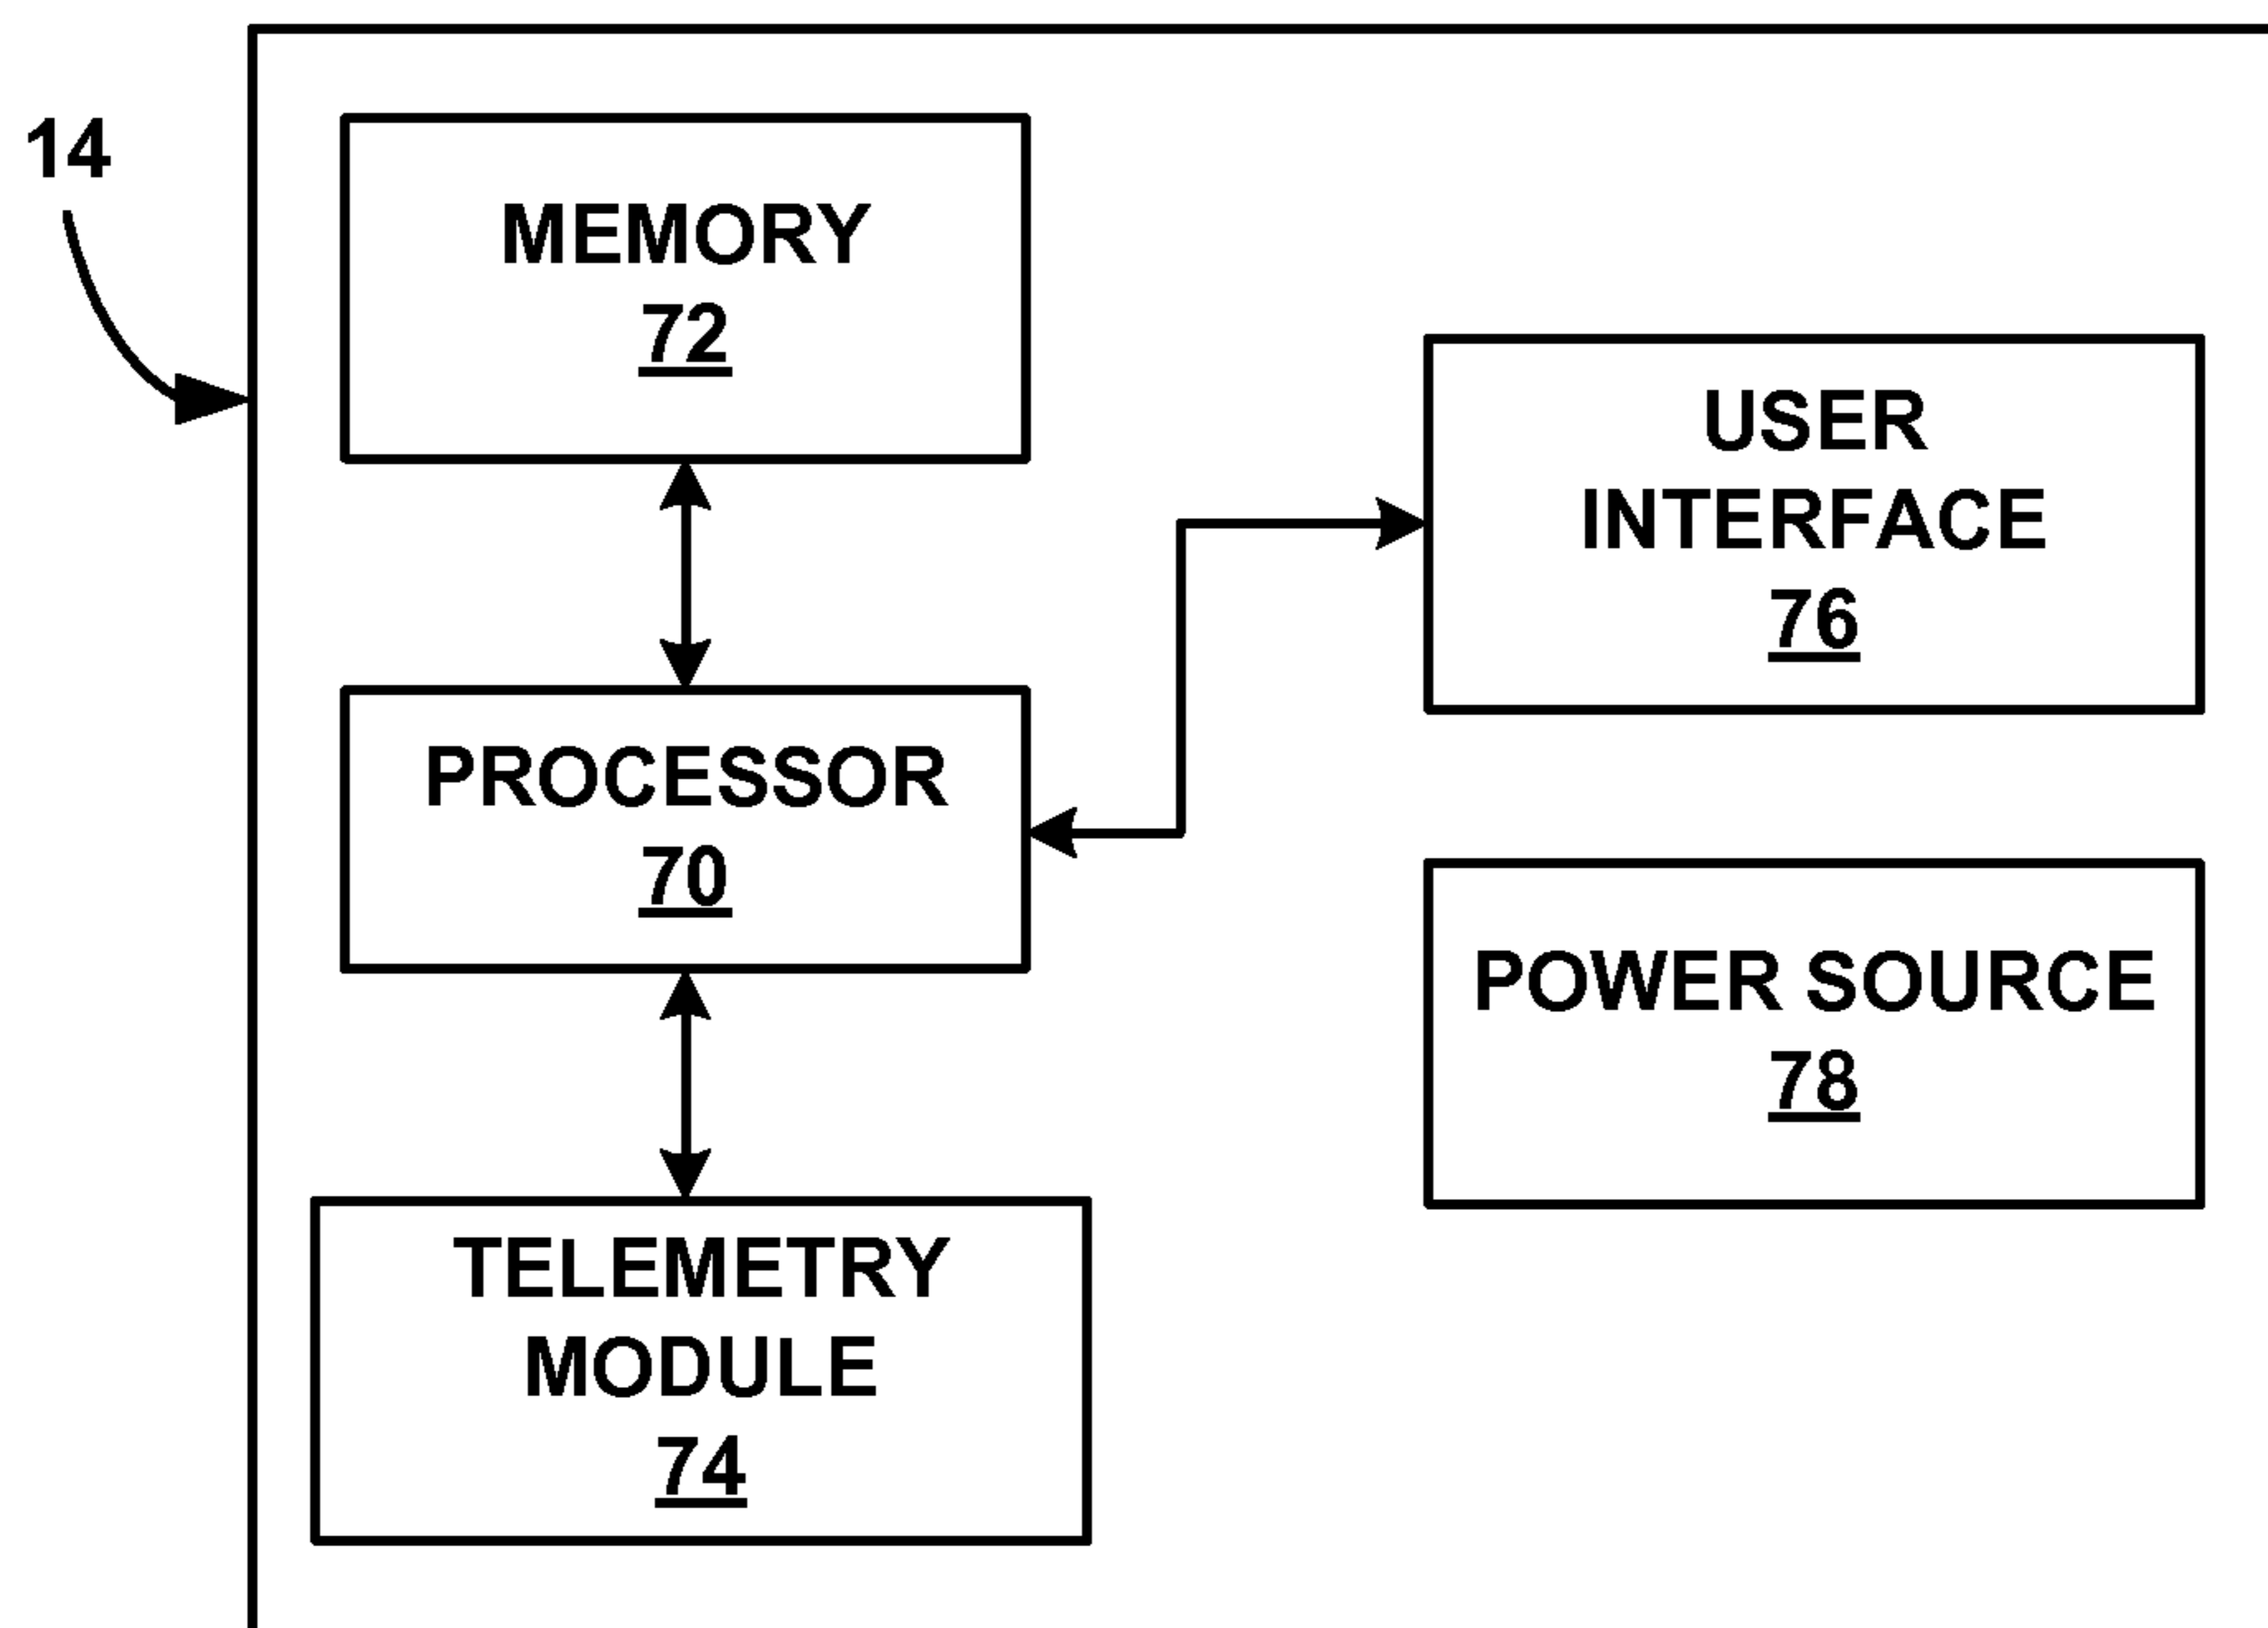 14
MEMORY
72
USER
INTERFACE
76
PROCESSOR
70
POWER SOURCE
78
TELEMETRY
MODULE
74